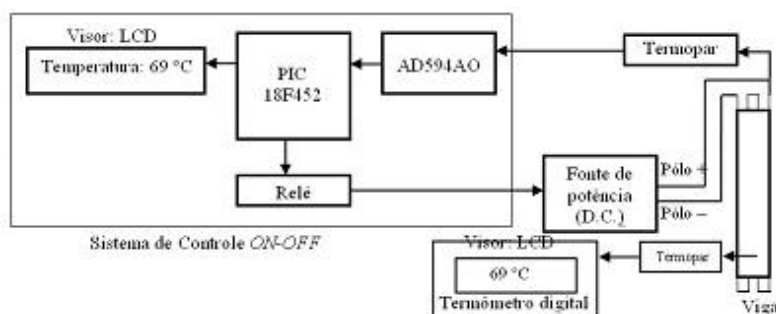 Visor: LCD
Temperatura: 69 °C
PIC
18F452
AD594AO
Termopar
Relé
Fonte de
potência
(D.C.)
Pólo +
Pólo –
Sistema de Controle ON-OFF
Visor: LCD
69 °C
Termômetro digital
Termopar
Viga